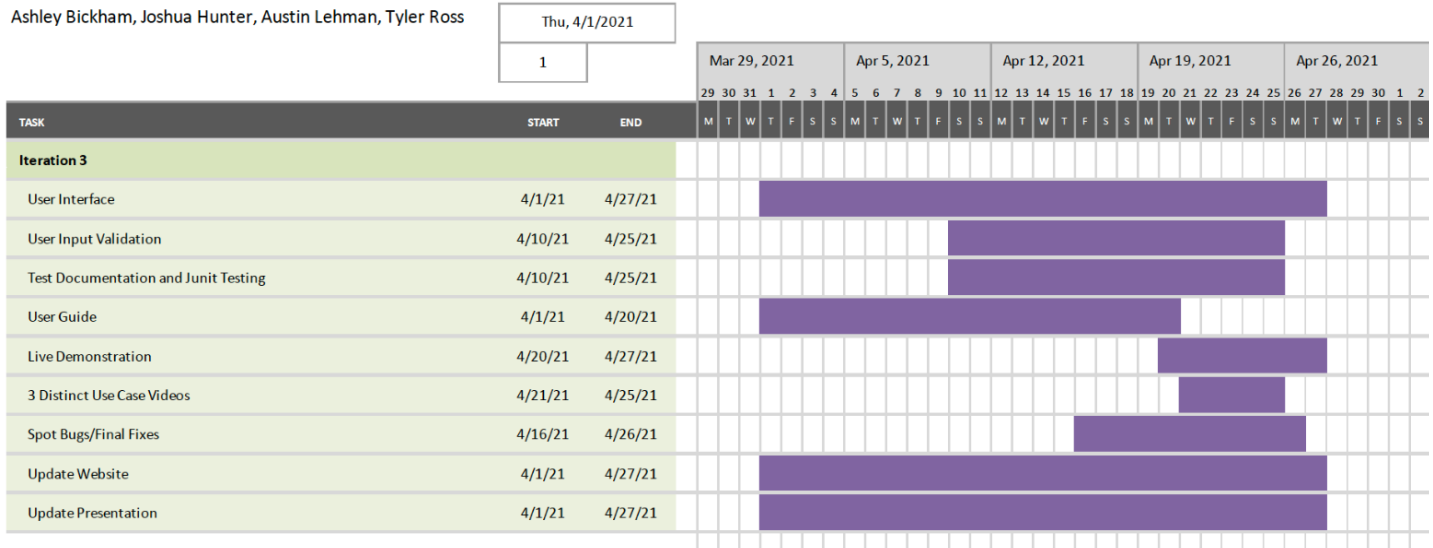 Ashley Bickham, Joshua Hunter, Austin Lehman, Tyler Ross
Thu, 4/1/2021
1
Mar 29, 2021 Apr 5, 2021 Apr 12, 2021 Apr 19, 2021 Apr 26, 2021
29 30 31 1 2 3 4 5 6 7 8 9 10 11 12 13 14 15 16 17 18 19 20 21 22 23 24 25 26 27 28 29 30 1 2
TASK START END M T W T F S S M T W T F S S M T W T F S S M T W T F S S M T W T F S S
Iteration 3
User Interface 4/1/21 4/27/21
User Input Validation 4/10/21 4/25/21
Test Documentation and Junit Testing 4/10/21 4/25/21
User Guide 4/1/21 4/20/21
Live Demonstration 4/20/21 4/27/21
3 Distinct Use Case Videos 4/21/21 4/25/21
Spot Bugs/Final Fixes 4/16/21 4/26/21
Update Website 4/1/21 4/27/21
Update Presentation 4/1/21 4/27/21